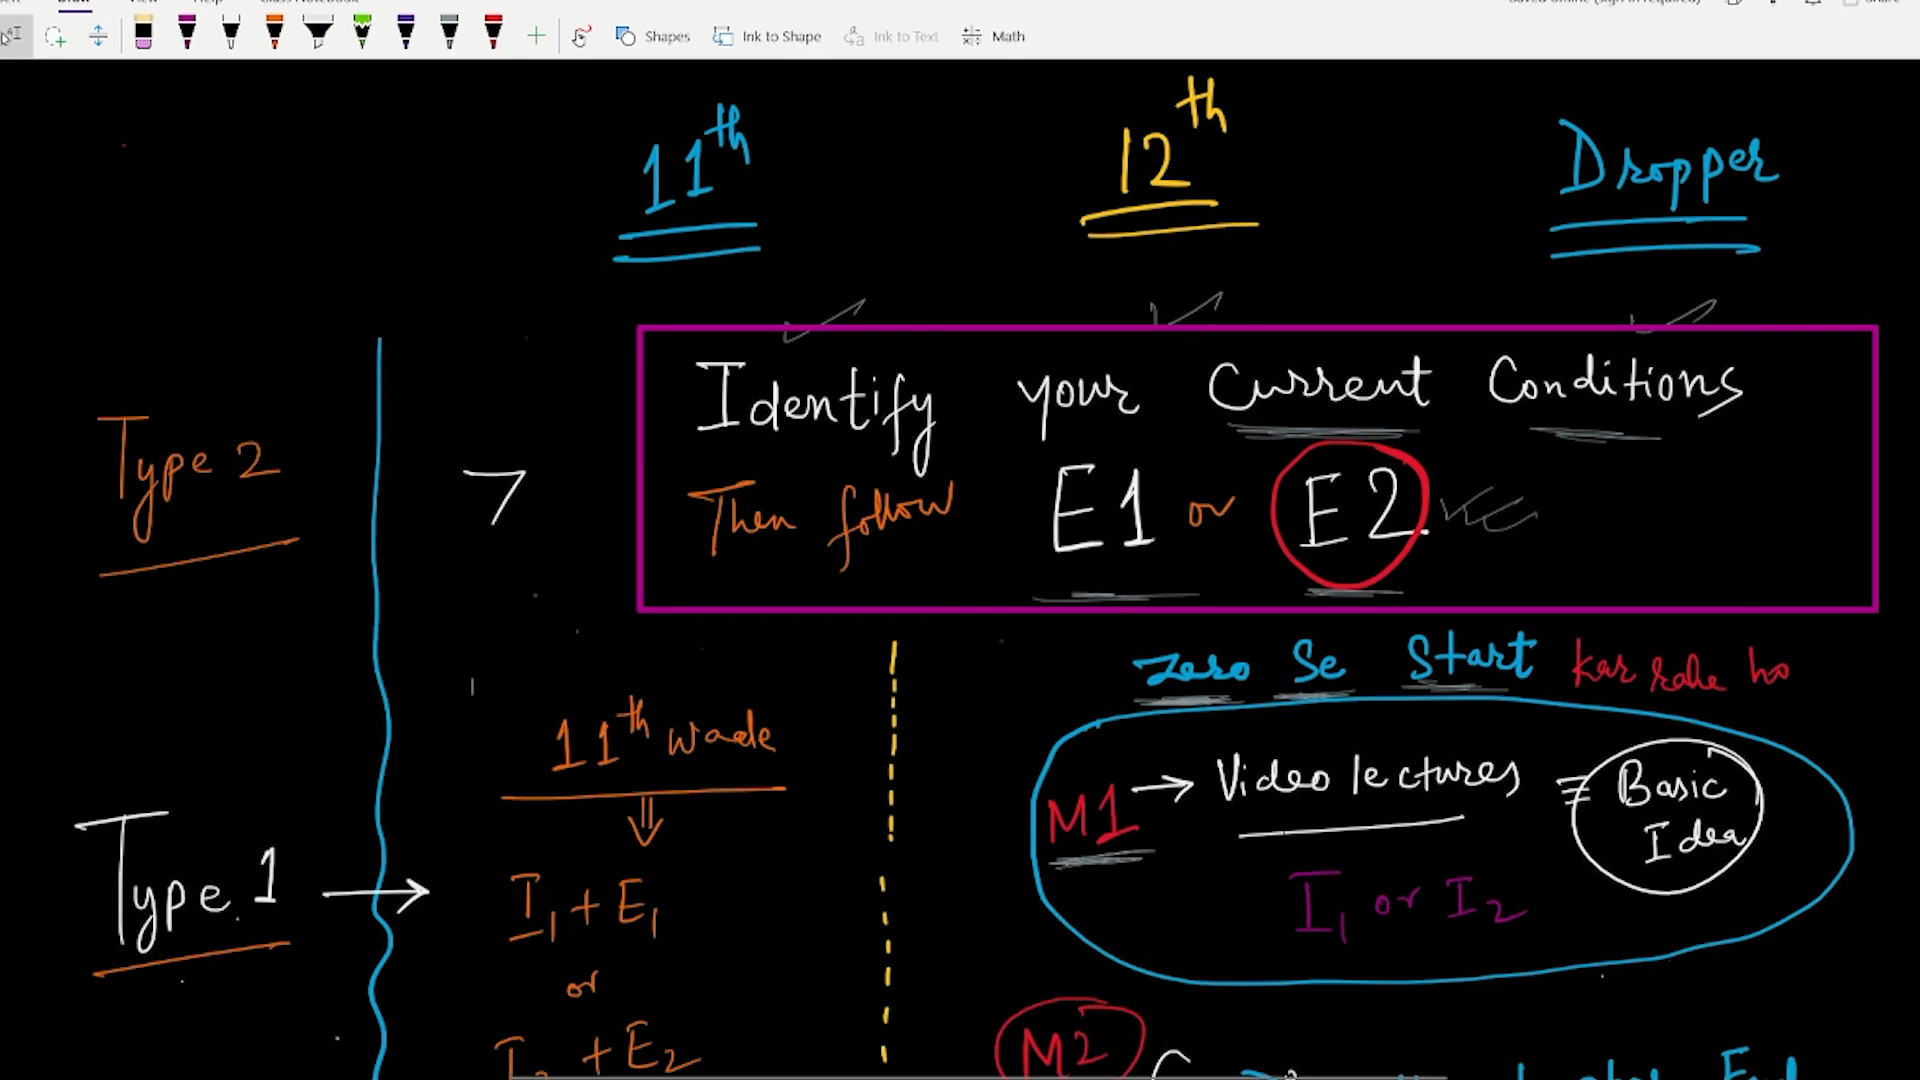 Shapes Ink to Shape Ink to Text Math
11th 12th Dropper
Identify your Current Conditions
Type 2
Then follow E1 or E2.
zero Se Start kar rahe ho
11th wade
M1 → Video lectures ≡ Basic Idea
Type 1 →
I1 + E1
I1 or I2
or
+ E2
M2